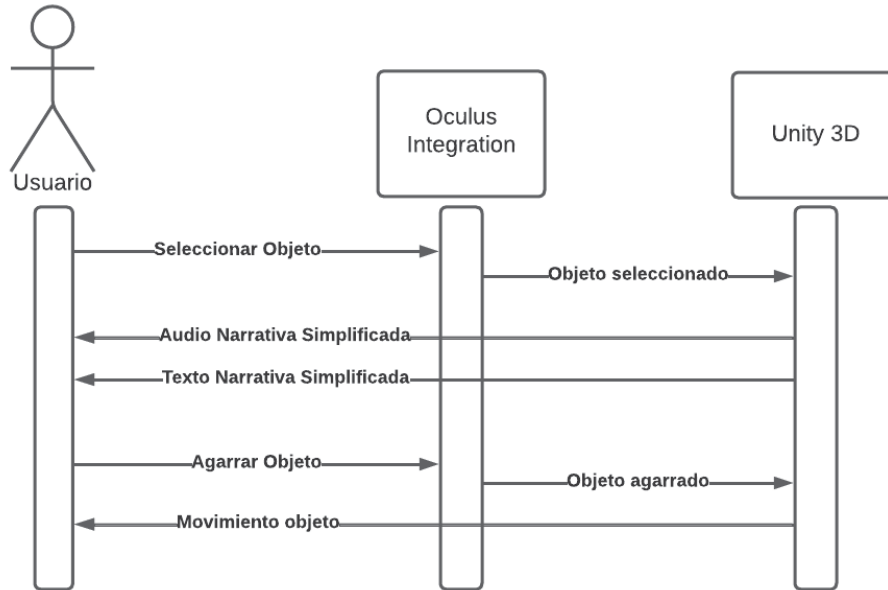 Oculus
Integration
Unity 3D
Usuario
Seleccionar Objeto
Objeto seleccionado
Audio Narrativa Simplificada
Texto Narrativa Simplificada
Agarrar Objeto
Objeto agarrado
Movimiento objeto